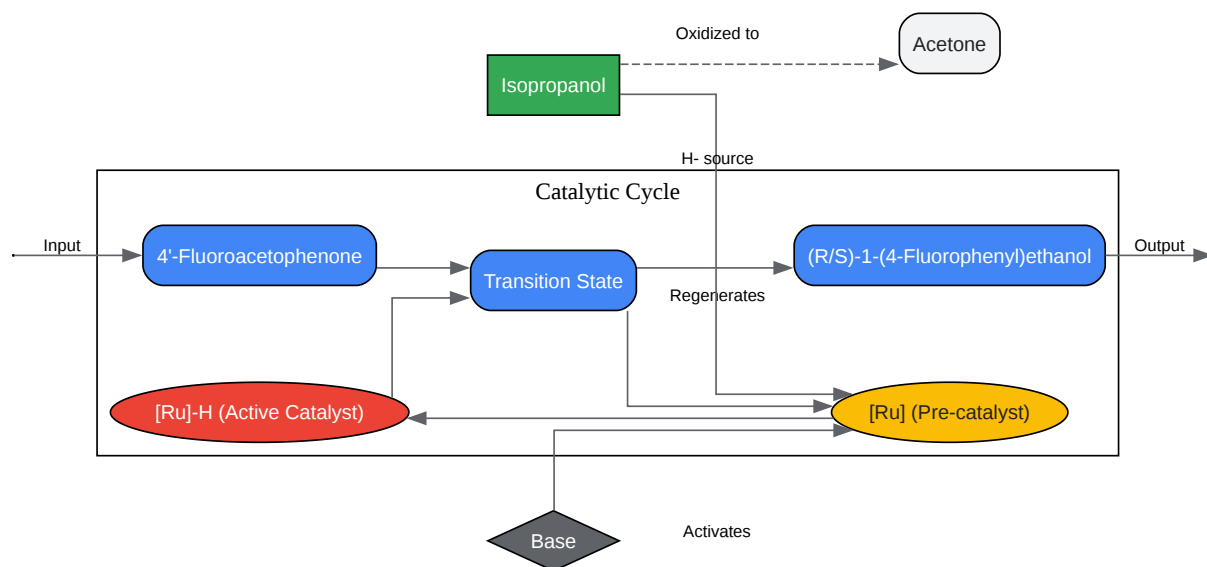 Oxidized to
Acetone
Isopropanol
H- source
Catalytic Cycle
Input
4'-Fluoroacetophenone
Transition State
(R/S)-1-(4-Fluorophenyl)ethanol
Output
Regenerates
[Ru]-H (Active Catalyst)
[Ru] (Pre-catalyst)
Base
Activates